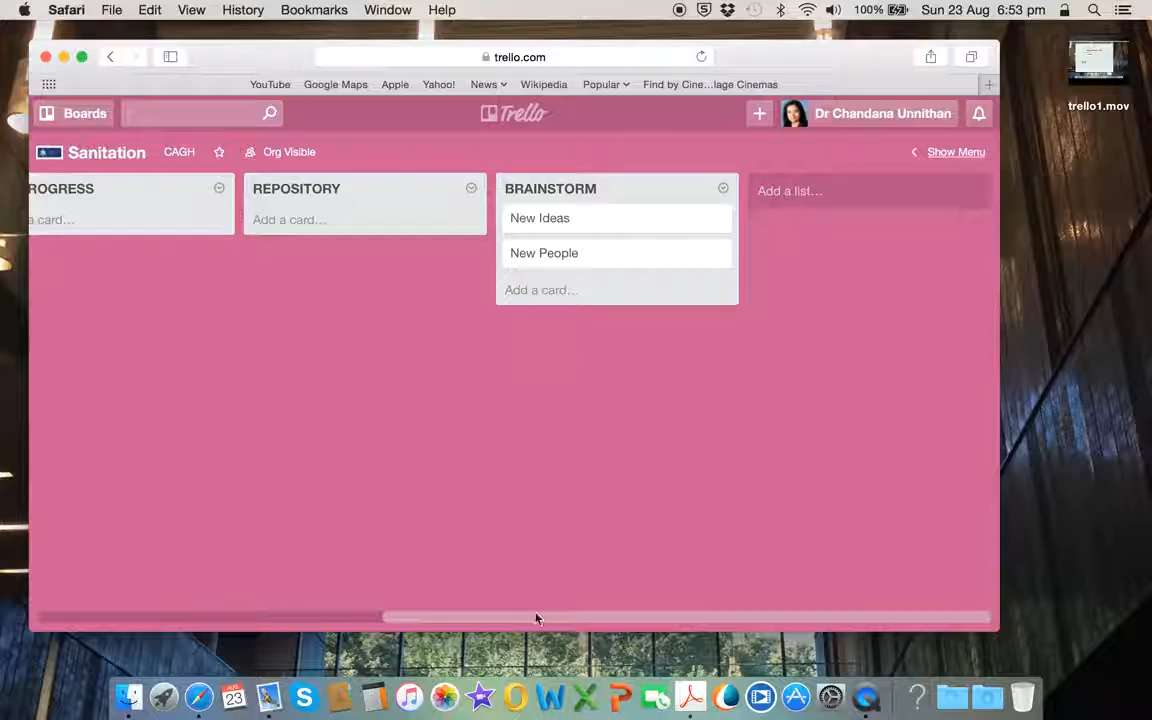 Safari File Edit View History Bookmarks Window Help 100% Sun 23 Aug 6:53 pm
trello.com
YouTube Google Maps Apple Yahoo! News Wikipedia Popular Find by Cine...lage Cinemas
trello1.mov
Boards Trello Dr Chandana Unnithan
Sanitation CAGH Org Visible Show Menu
ROGRESS REPOSITORY BRAINSTORM Add a list...
a card... Add a card... New Ideas
New People
Add a card...
AUG
23